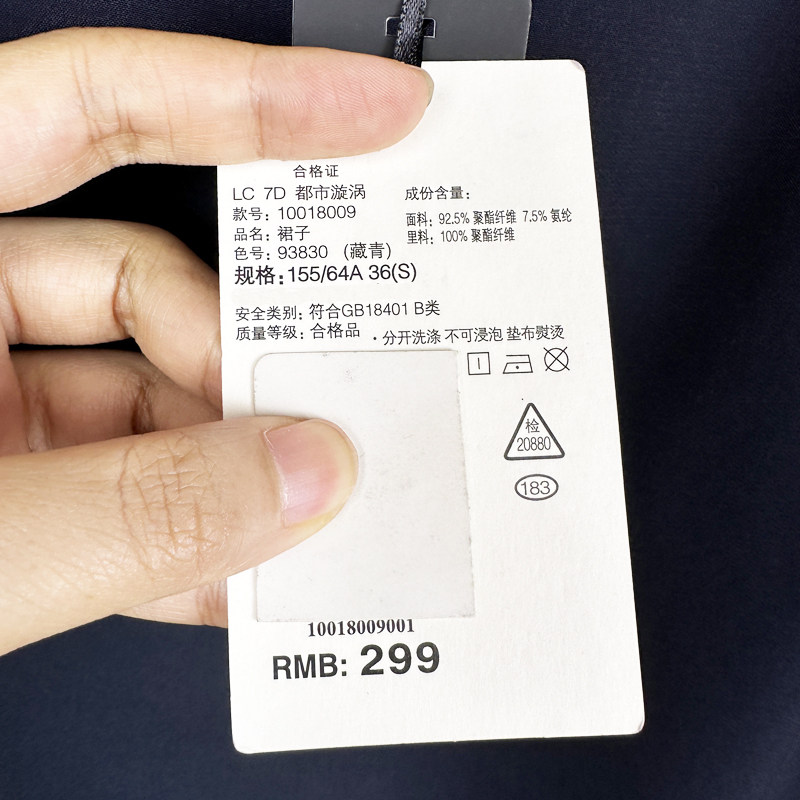 合格证
LC 7D 都市漩涡
款号: 10018009
品名: 裙子
色号: 93830 (藏青)
规格: 155/64A 36(S)
成份含量:
面料: 92.5% 聚酯纤维 7.5% 氨纶
里料: 100% 聚酯纤维
安全类别: 符合GB18401 B类
质量等级: 合格品
·分开洗涤 不可浸泡 垫布熨烫
检
20880
183
10018009001
RMB: 299